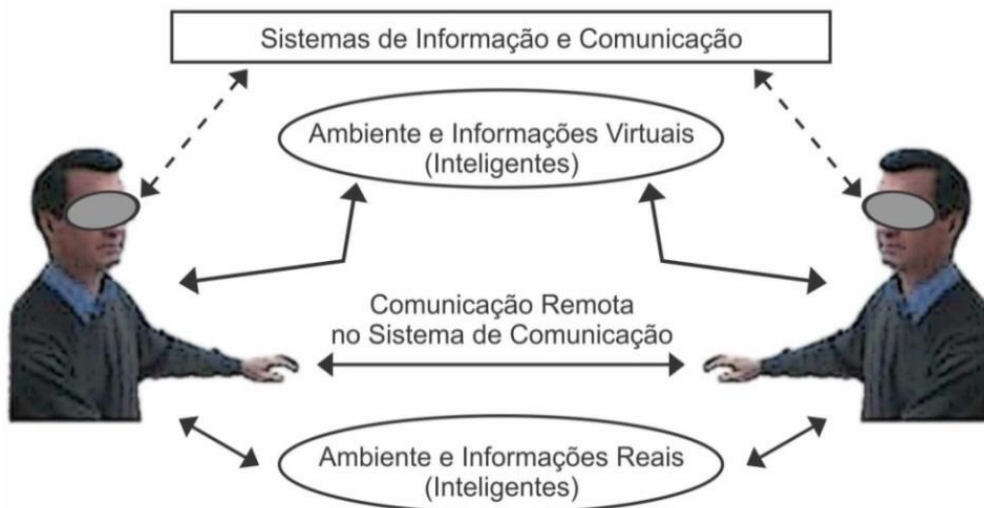 Sistemas de Informação e Comunicação
Ambiente e Informações Virtuais
(Inteligentes)
Comunicação Remota
no Sistema de Comunicação
Ambiente e Informações Reais
(Inteligentes)